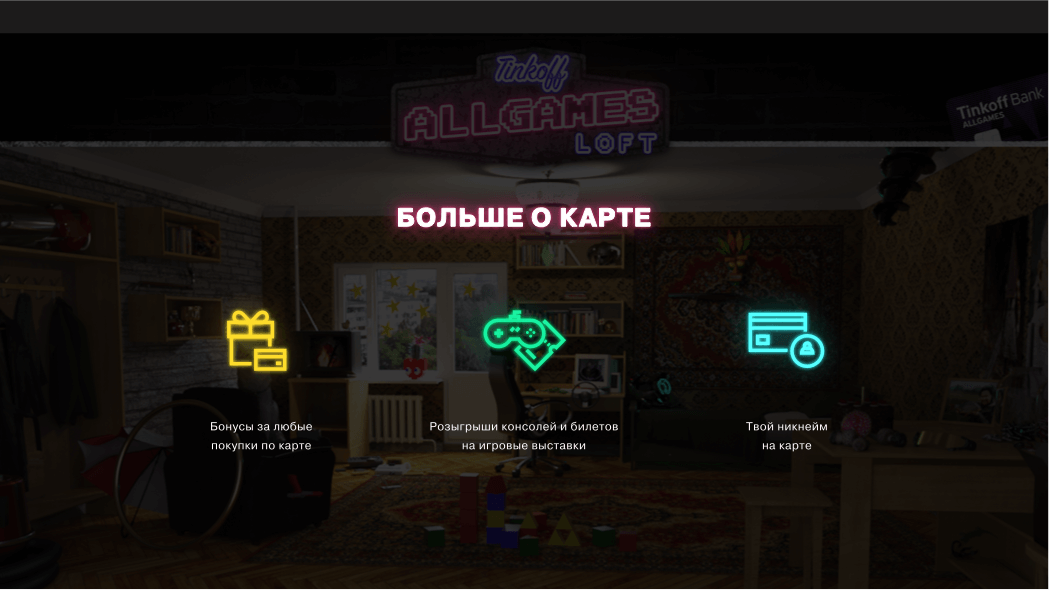 Tinkoff
ALLGAMES
LOFT
Tinkoff Bank
ALLGAMES
БОЛЬШЕ О КАРТЕ
Бонусы за любые
покупки по карте
Розыгрыши консолей и билетов
на игровые выставки
Твой никнейм
на карте